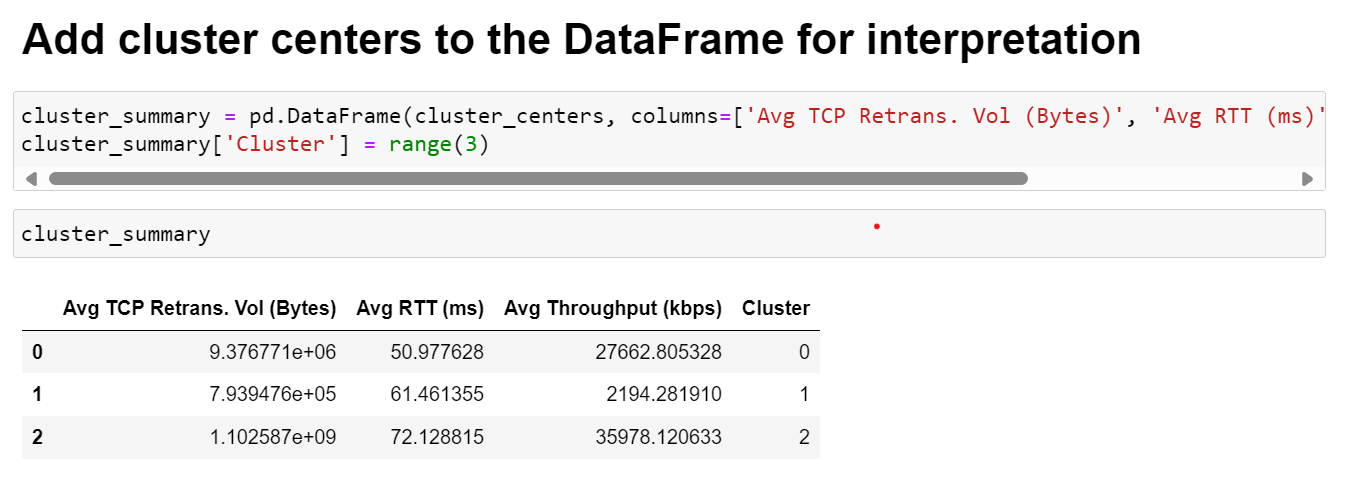 Add cluster centers to the DataFrame for interpretation
cluster_summary = pd.DataFrame(cluster_centers, columns=['Avg TCP Retrans. Vol (Bytes)', 'Avg RTT (ms)'
cluster_summary['Cluster'] = range(3)
cluster_summary
Avg TCP Retrans. Vol (Bytes) Avg RTT (ms) Avg Throughput (kbps) Cluster
0 9.376771e+06 50.977628 27662.805328 0
1 7.939476e+05 61.461355 2194.281910 1
2 1.102587e+09 72.128815 35978.120633 2